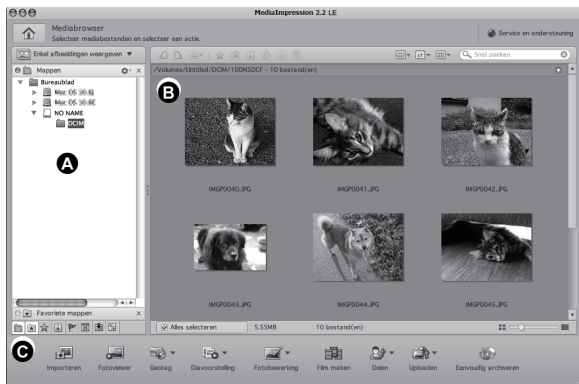 MediaImpression 2.2 LE
Mediabrowser
Selecteer mediabestanden en selecteer een actie.
Service en ondersteuning
Enkel afbeeldingen weergeven
Snel zoeken
Mappen
/Volumes/Untitled/DCIM/100MSDCF - 10 bestand(en)
Bureaublad
NO NAME
DCIM
A
B
IMGP0040.JPG
IMGP0041.JPG
IMGP0042.JPG
IMGP0043.JPG
IMGP0044.JPG
IMGP0045.JPG
Favoriete mappen
Alles selecteren
5.55MB
10 bestand(en)
C
Importeren
Fotoviewer
Geotag
Diavoorstelling
Fotobewerking
Film maken
Delen
Uploaden
Eenvoudig archiveren